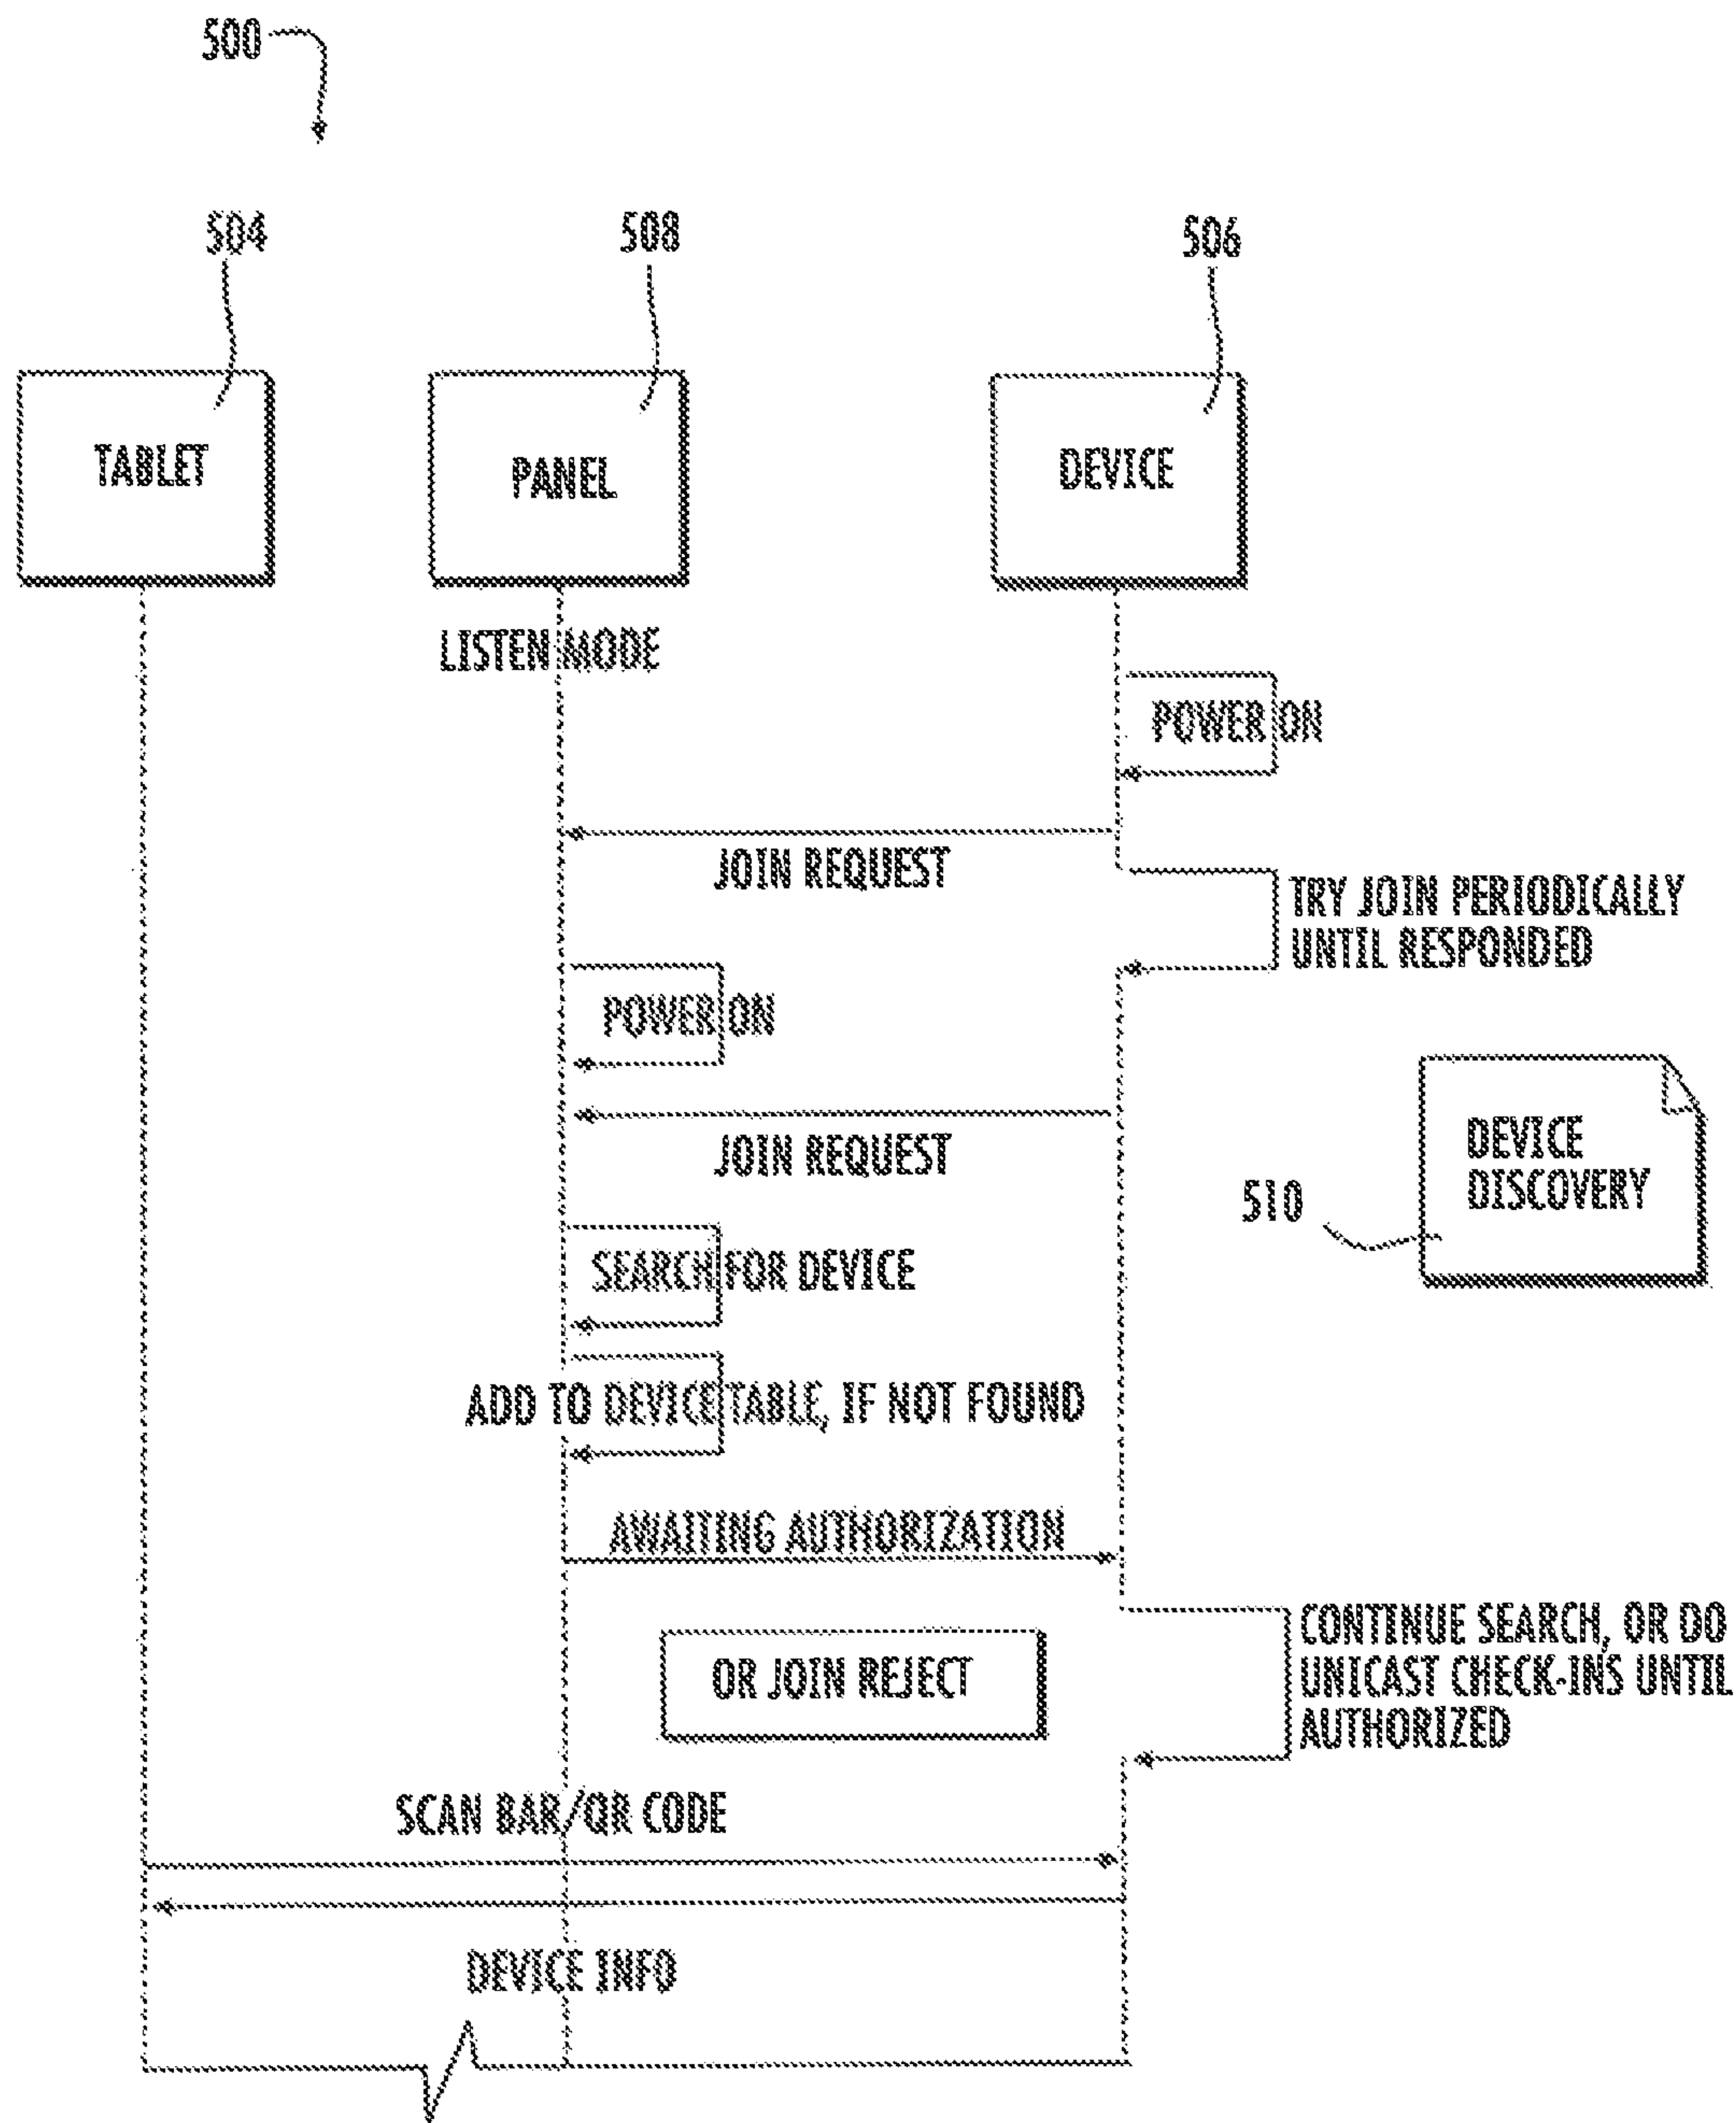 500
504
508
506
TABLET
PANEL
DEVICE
LISTEN MODE
POWER ON
JOIN REQUEST
TRY JOIN PERIODICALLY
UNTIL RESPONDED
POWER ON
JOIN REQUEST
DEVICE
DISCOVERY
510
SEARCH FOR DEVICE
ADD TO DEVICE TABLE, IF NOT FOUND
AWAITING AUTHORIZATION
OR JOIN REJECT
CONTINUE SEARCH, OR DO
UNICAST CHECK-INS UNTIL
AUTHORIZED
SCAN BAR/QR CODE
DEVICE INFO